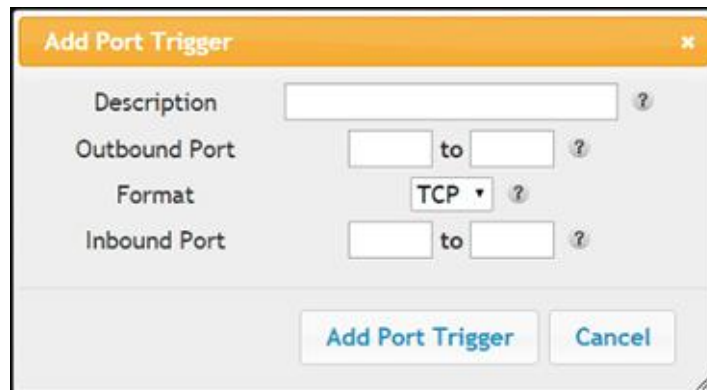 Add Port Trigger ×
Description ?
Outbound Port to ?
Format TCP ?
Inbound Port to ?
Add Port Trigger Cancel